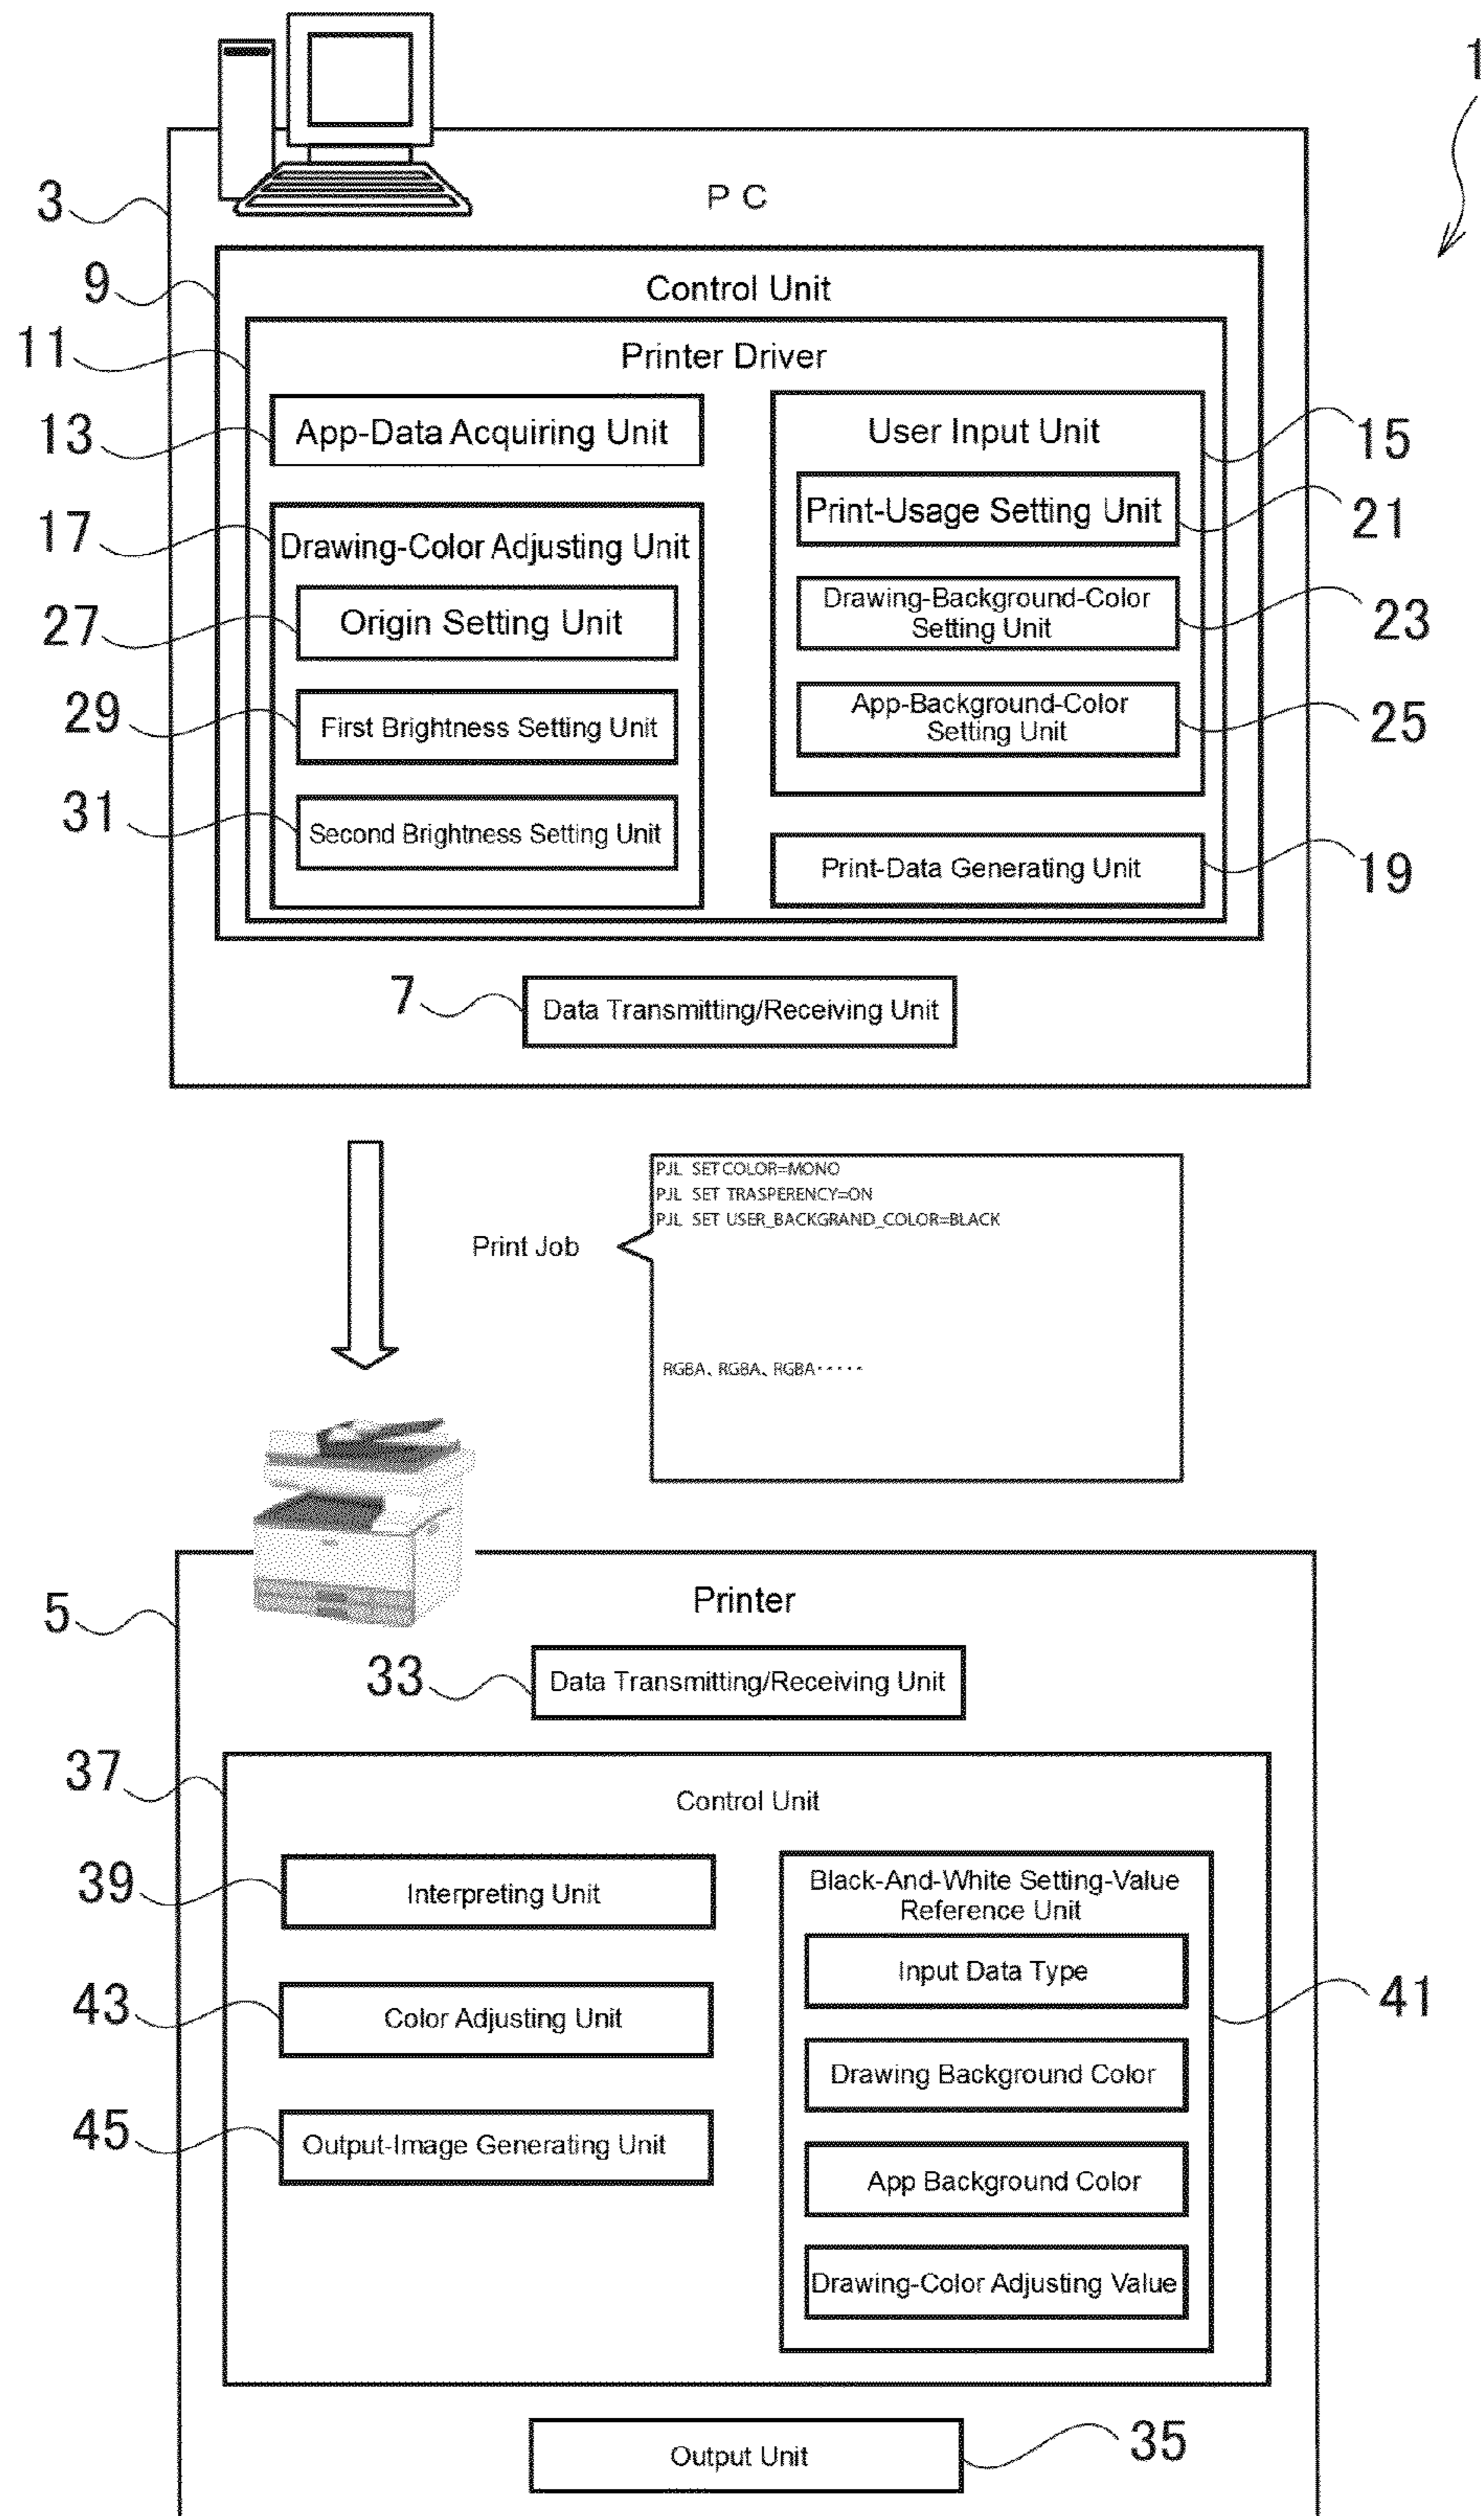 1
3
P C
9
Control Unit
11
Printer Driver
13
App-Data Acquiring Unit
17
Drawing-Color Adjusting Unit
27
Origin Setting Unit
29
First Brightness Setting Unit
31
Second Brightness Setting Unit
User Input Unit
15
Print-Usage Setting Unit
21
Drawing-Background-Color
Setting Unit
23
App-Background-Color
Setting Unit
25
Print-Data Generating Unit
19
7
Data Transmitting/Receiving Unit
Print Job
PJL SET COLOR=MONO
PJL SET TRASPERENCY=ON
PJL SET USER_BACKGRAND_COLOR=BLACK
RGBA、RGBA、RGBA・・・・・
5
Printer
33
Data Transmitting/Receiving Unit
37
Control Unit
39
Interpreting Unit
43
Color Adjusting Unit
45
Output-Image Generating Unit
Black-And-White Setting-Value
Reference Unit
Input Data Type
41
Drawing Background Color
App Background Color
Drawing-Color Adjusting Value
Output Unit
35